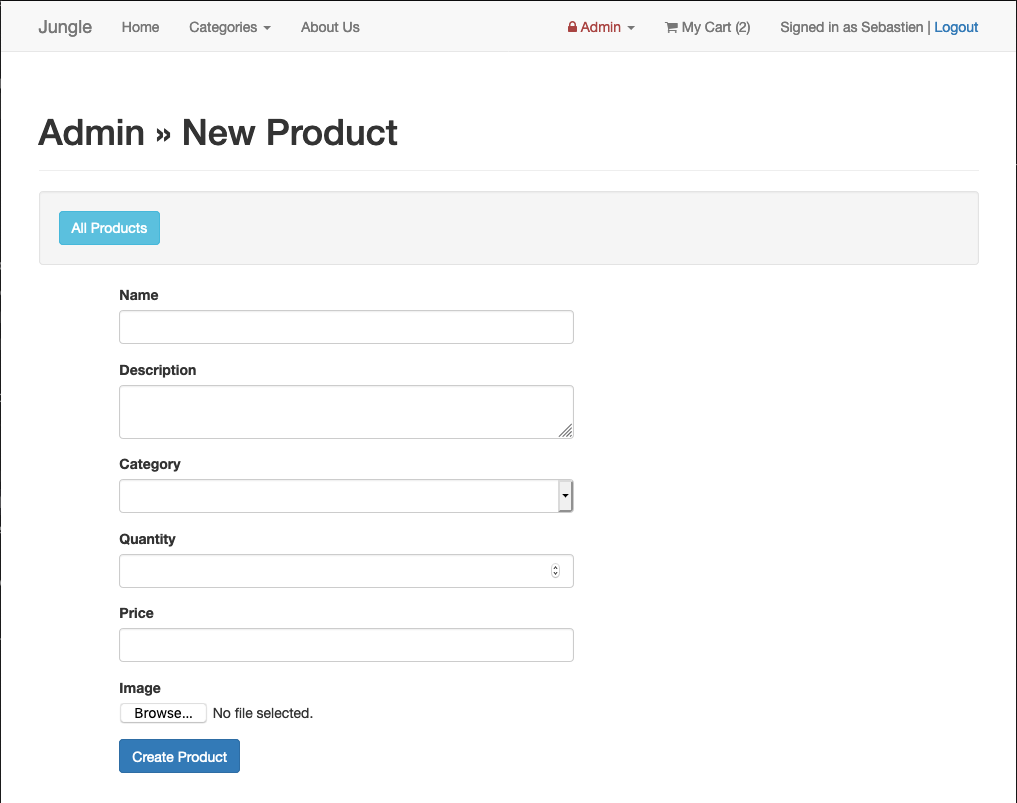 Jungle Home Categories About Us Admin My Cart (2) Signed in as Sebastien | Logout
Admin » New Product
All Products
Name
Description
Category
Quantity
Price
Image
Browse... No file selected.
Create Product